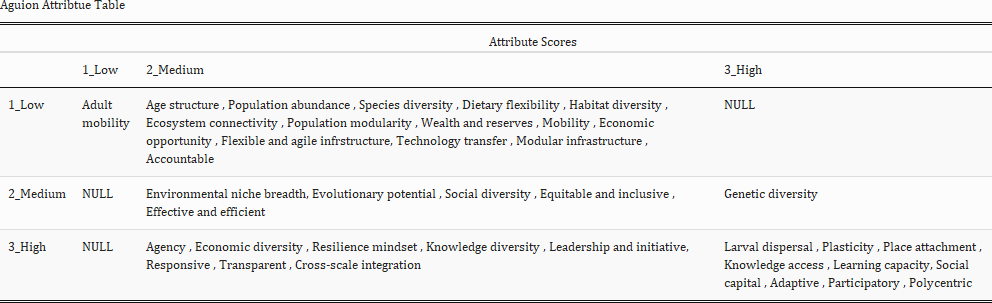 Aguion Attribtue Table
Attribute Scores
1_Low 2_Medium 3_High
1_Low Adult Age structure , Population abundance , Species diversity , Dietary flexibility , Habitat diversity , NULL
mobility Ecosystem connectivity , Population modularity , Wealth and reserves , Mobility , Economic
opportunity , Flexible and agile infrstructure, Technology transfer , Modular infrastructure ,
Accountable
2_Medium NULL Environmental niche breadth, Evolutionary potential , Social diversity , Equitable and inclusive , Genetic diversity
Effective and efficient
3_High NULL Agency , Economic diversity , Resilience mindset , Knowledge diversity , Leadership and initiative, Larval dispersal , Plasticity , Place attachment ,
Responsive , Transparent , Cross-scale integration Knowledge access , Learning capacity, Social
capital , Adaptive , Participatory , Polycentric